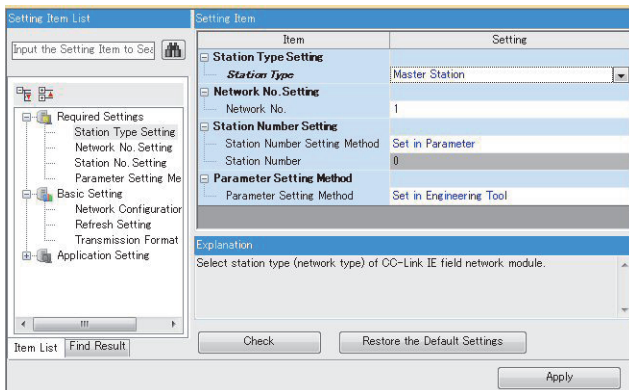 Setting Item List
Input the Setting Item to Sea
Required Settings
Station Type Setting
Network No. Setting
Station No. Setting
Parameter Setting Me
Basic Setting
Network Configuration
Refresh Setting
Transmission Format
Application Setting
Item List
Find Result
Setting Item
Item Setting
Station Type Setting
Station Type Master Station
Network No. Setting
Network No. 1
Station Number Setting
Station Number Setting Method Set in Parameter
Station Number 0
Parameter Setting Method
Parameter Setting Method Set in Engineering Tool
Explanation
Select station type (network type) of CC-Link IE field network module.
Check
Restore the Default Settings
Apply